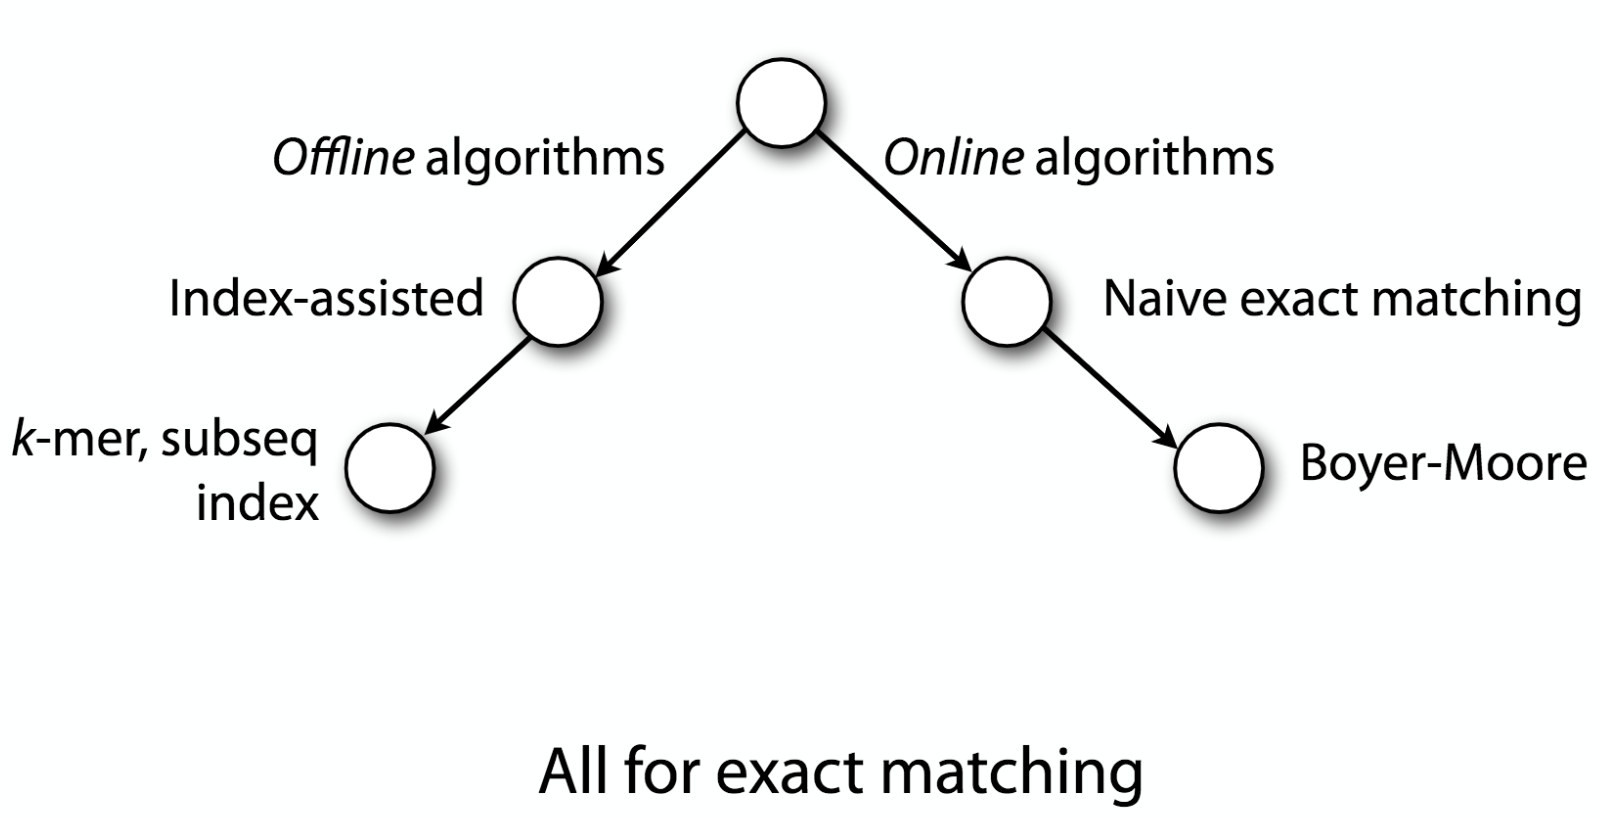 Offline algorithms
Online algorithms
Index-assisted
Naive exact matching
k-mer, subseq
index
Boyer-Moore
All for exact matching